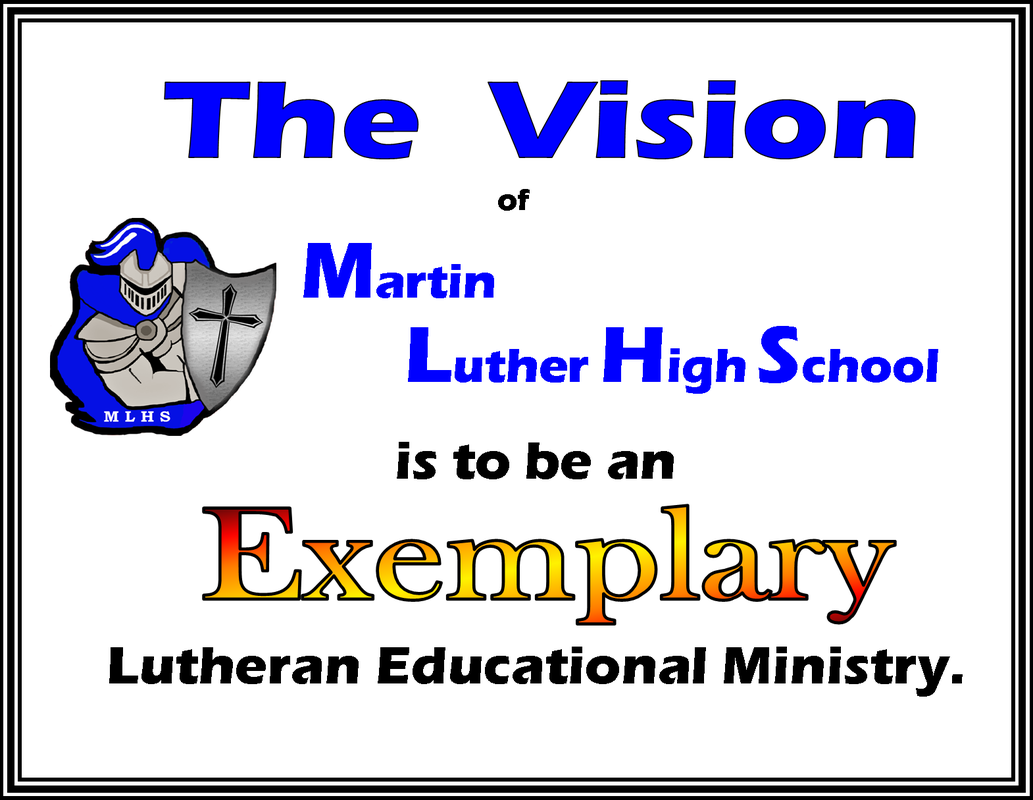 The Vision
of
Martin
Luther High School
MLHS
is to be an
Exemplary
Lutheran Educational Ministry.